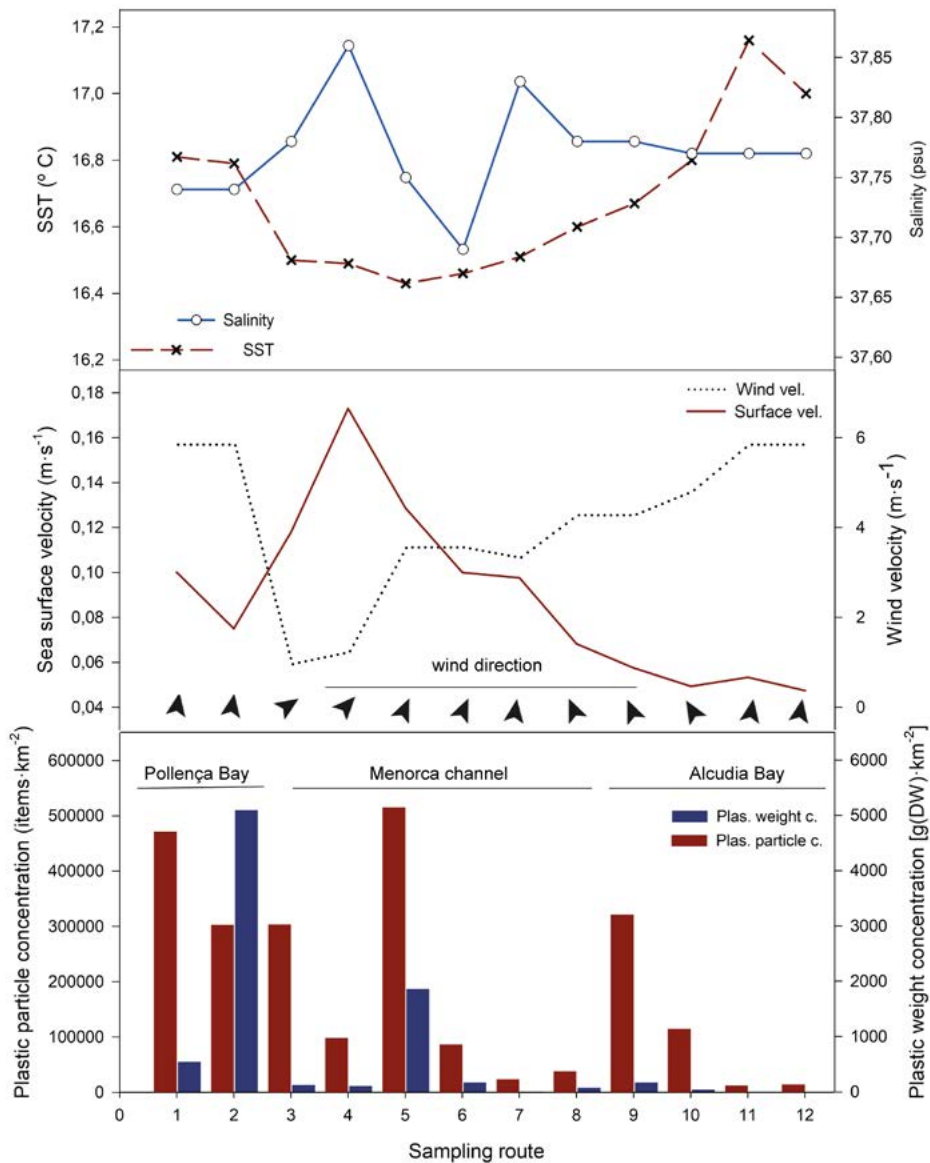 17,2
17,0
16,8
16,6
16,4
16,2
SST (º C)
37,85
37,80
37,75
37,70
37,65
37,60
Salinity (psu)
Salinity
SST
0,18
0,16
0,14
0,12
0,10
0,08
0,06
0,04
Sea surface velocity (m·s⁻¹)
Wind vel.
Surface vel.
6
4
2
0
Wind velocity (m·s⁻¹)
wind direction
600000
500000
400000
300000
200000
100000
0
Plastic particle concentration (items·km⁻²)
Pollença Bay
Menorca channel
Alcudia Bay
Plas. weight c.
Plas. particle c.
6000
5000
4000
3000
2000
1000
0
Plastic weight concentration [g(DW)·km⁻²]
0 1 2 3 4 5 6 7 8 9 10 11 12
Sampling route